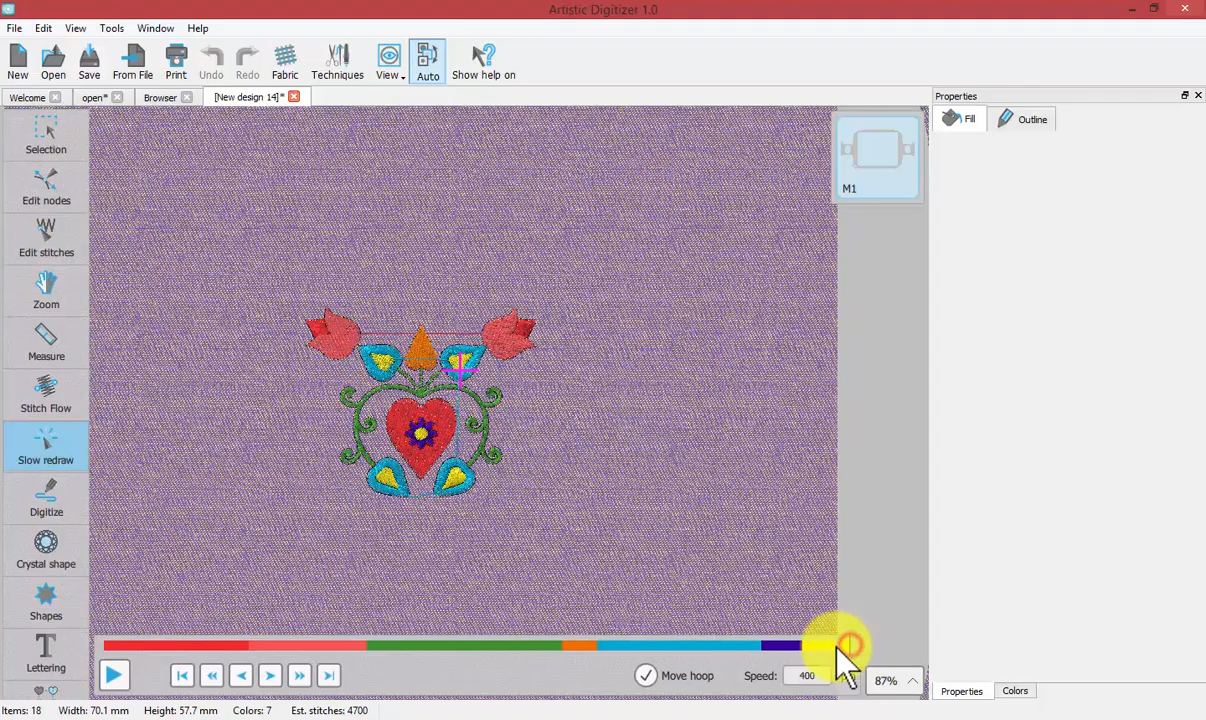 Artistic Digitizer 1.0
File Edit View Tools Window Help
New Open Save From File Print Undo Redo Fabric Techniques View Auto Show help on
Welcome open* Browser [New design 14]*
Properties
Fill Outline
Selection
M1
Edit nodes
Edit stitches
Zoom
Measure
Stitch Flow
Slow redraw
Digitize
Crystal shape
Shapes
Lettering
Move hoop Speed: 400 87%
Properties Colors
Items: 18 Width: 70.1 mm Height: 57.7 mm Colors: 7 Est. stitches: 4700